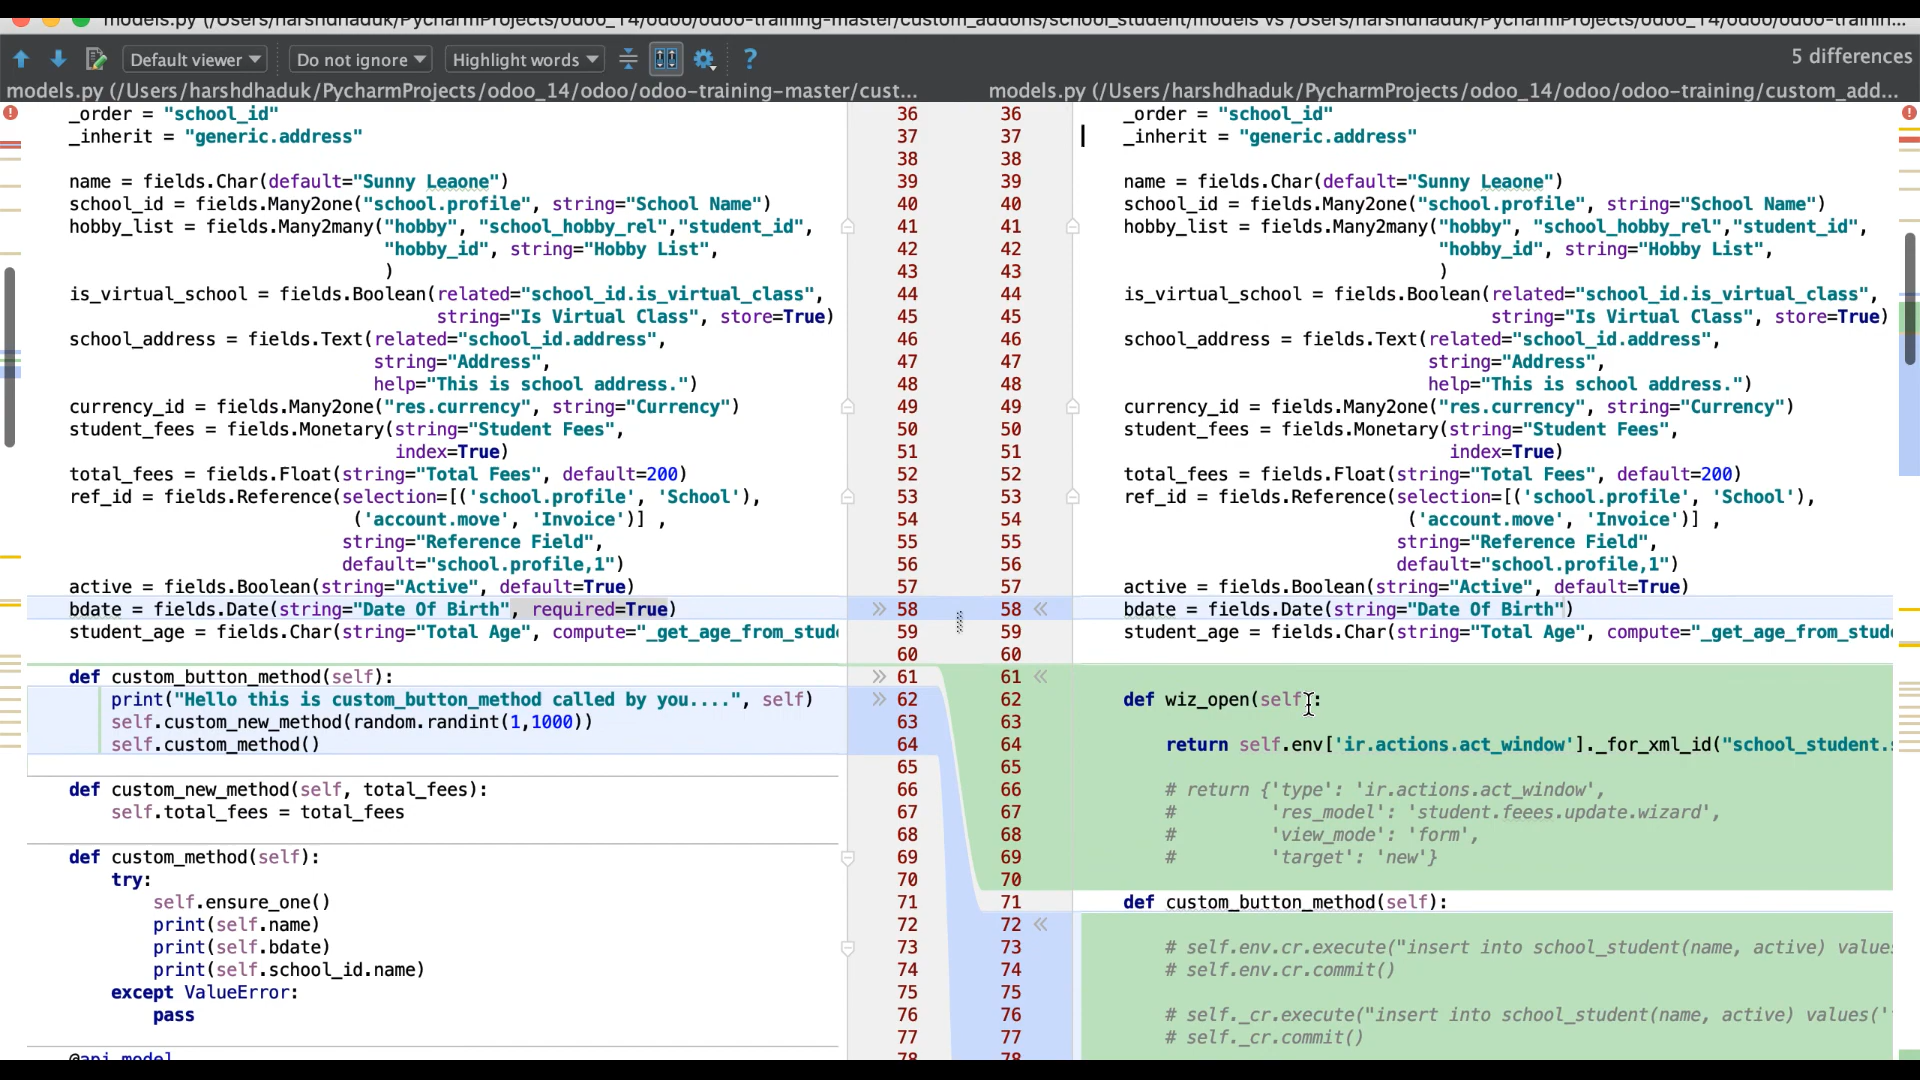 models.py (/Users/harshdhaduk/PycharmProjects/odoo_14/odoo/odoo-training-master/custom_addons/school_student/models vs /Users/harshdhaduk/PycharmProjects/odoo_14/odoo/odoo-trainin...
Default viewer Do not ignore Highlight words ? 5 differences
models.py (/Users/harshdhaduk/PycharmProjects/odoo_14/odoo/odoo-training-master/cust...
_order = "school_id" 36
_inherit = "generic.address" 37
38
name = fields.Char(default="Sunny Leaone") 39
school_id = fields.Many2one("school.profile", string="School Name") 40
hobby_list = fields.Many2many("hobby", "school_hobby_rel","student_id", 41
"hobby_id", string="Hobby List", 42
) 43
is_virtual_school = fields.Boolean(related="school_id.is_virtual_class", 44
string="Is Virtual Class", store=True) 45
school_address = fields.Text(related="school_id.address", 46
string="Address", 47
help="This is school address.") 48
currency_id = fields.Many2one("res.currency", string="Currency") 49
student_fees = fields.Monetary(string="Student Fees", 50
index=True) 51
total_fees = fields.Float(string="Total Fees", default=200) 52
ref_id = fields.Reference(selection=[('school.profile', 'School'), 53
('account.move', 'Invoice')] , 54
string="Reference Field", 55
default="school.profile,1") 56
active = fields.Boolean(string="Active", default=True) 57
bdate = fields.Date(string="Date Of Birth", required=True) >> 58
student_age = fields.Char(string="Total Age", compute="_get_age_from_stude 59
60
def custom_button_method(self): >> 61
print("Hello this is custom_button_method called by you....", self) >> 62
self.custom_new_method(random.randint(1,1000)) 63
self.custom_method() 64
65
def custom_new_method(self, total_fees): 66
self.total_fees = total_fees 67
68
def custom_method(self): 69
try: 70
self.ensure_one() 71
print(self.name) 72
print(self.bdate) 73
print(self.school_id.name) 74
except ValueError: 75
pass 76
77
@api.model 78
models.py (/Users/harshdhaduk/PycharmProjects/odoo_14/odoo/odoo-training/custom_add...
36 _order = "school_id"
37 _inherit = "generic.address"
38
39 name = fields.Char(default="Sunny Leaone")
40 school_id = fields.Many2one("school.profile", string="School Name")
41 hobby_list = fields.Many2many("hobby", "school_hobby_rel","student_id",
42 "hobby_id", string="Hobby List",
43 )
44 is_virtual_school = fields.Boolean(related="school_id.is_virtual_class",
45 string="Is Virtual Class", store=True)
46 school_address = fields.Text(related="school_id.address",
47 string="Address",
48 help="This is school address.")
49 currency_id = fields.Many2one("res.currency", string="Currency")
50 student_fees = fields.Monetary(string="Student Fees",
51 index=True)
52 total_fees = fields.Float(string="Total Fees", default=200)
53 ref_id = fields.Reference(selection=[('school.profile', 'School'),
54 ('account.move', 'Invoice')] ,
55 string="Reference Field",
56 default="school.profile,1")
57 active = fields.Boolean(string="Active", default=True)
58 << bdate = fields.Date(string="Date Of Birth")
59 student_age = fields.Char(string="Total Age", compute="_get_age_from_stude
60
61 <<
62 def wiz_open(self):
63
64 return self.env['ir.actions.act_window']._for_xml_id("school_student.s
65
66 # return {'type': 'ir.actions.act_window',
67 # 'res_model': 'student.feees.update.wizard',
68 # 'view_mode': 'form',
69 # 'target': 'new'}
70
71 def custom_button_method(self):
72 <<
73 # self.env.cr.execute("insert into school_student(name, active) values
74 # self.env.cr.commit()
75
76 # self._cr.execute("insert into school_student(name, active) values('
77 # self._cr.commit()
78